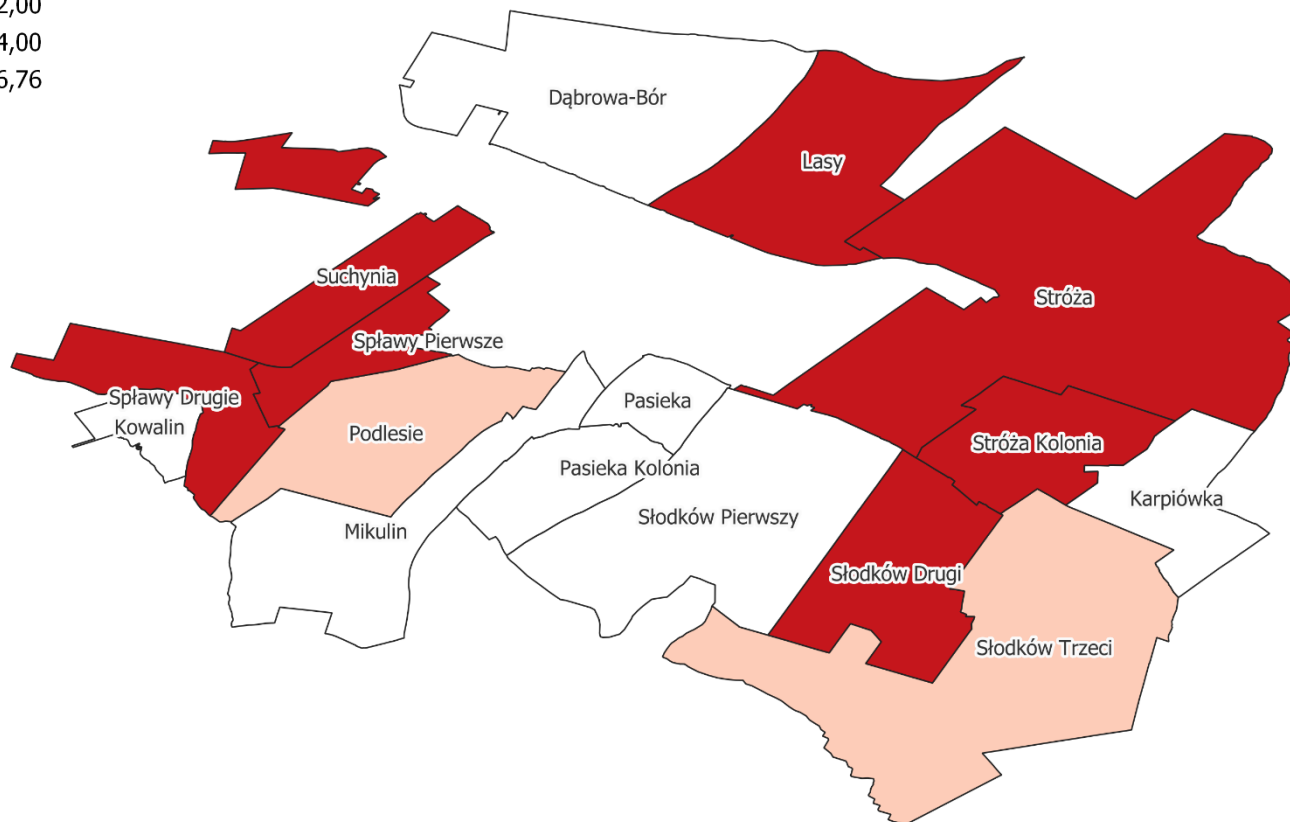 2,00
4,00
6,76
Dąbrowa-Bór
Lasy
Suchynia
Stróża
Spławy Pierwsze
Spławy Drugie
Kowalin
Podlesie
Pasieka
Stróża Kolonia
Pasieka Kolonia
Karpiówka
Słodków Pierwszy
Mikulin
Słodków Drugi
Słodków Trzeci